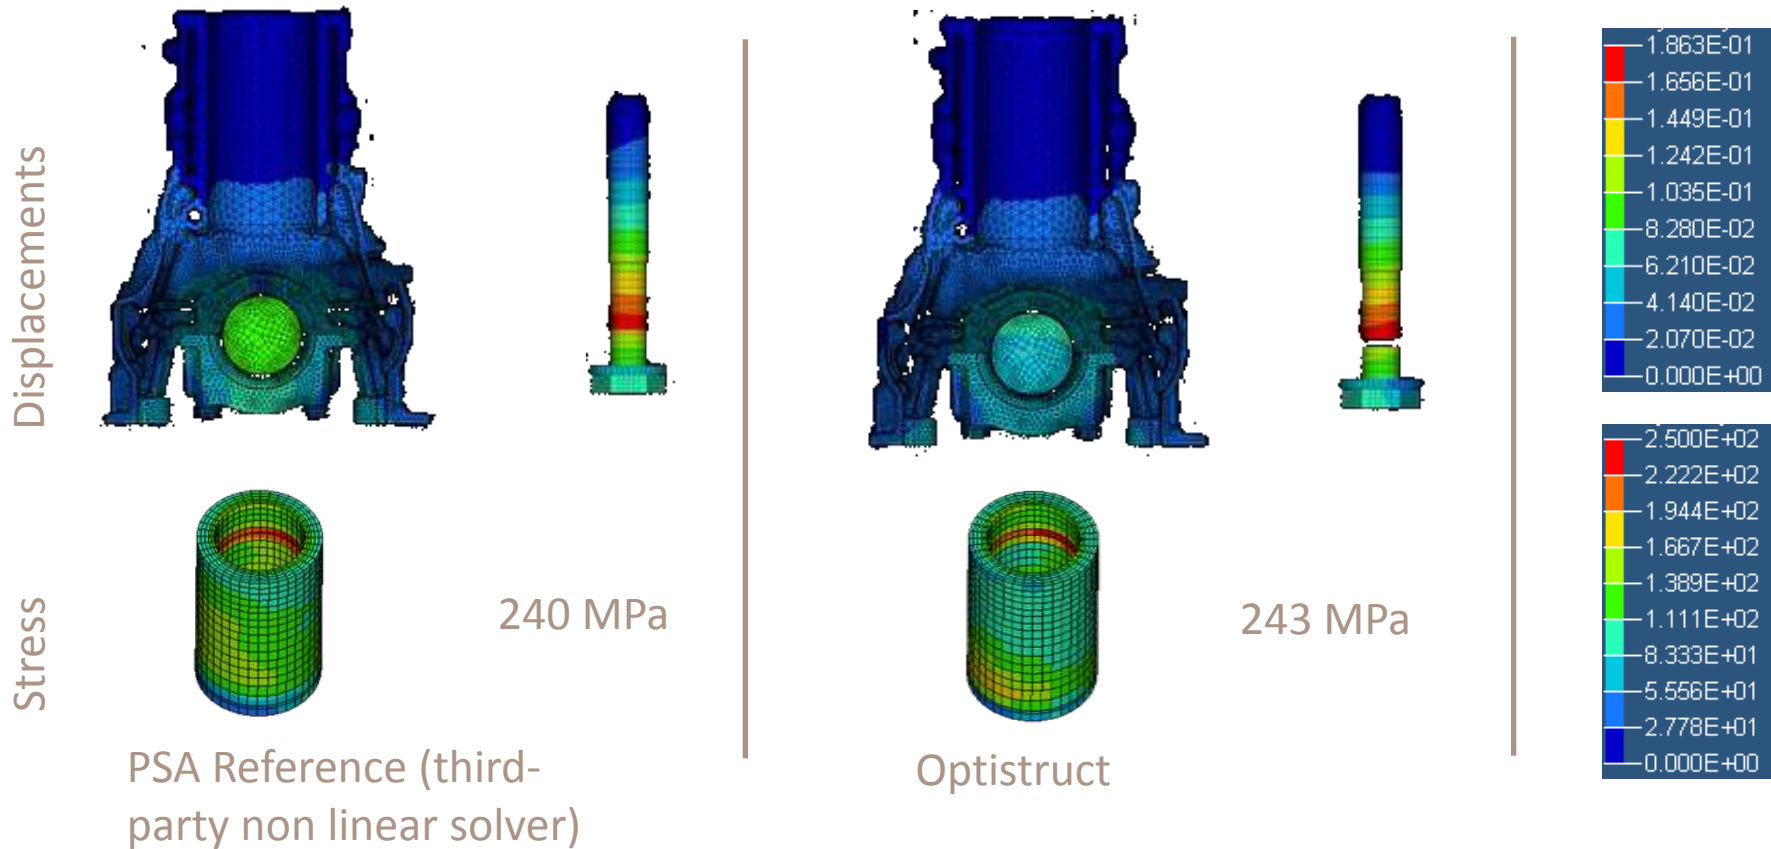 Displacements
1.863E-01
1.656E-01
1.449E-01
1.242E-01
1.035E-01
8.280E-02
6.210E-02
4.140E-02
2.070E-02
0.000E+00
Stress
240 MPa
243 MPa
2.500E+02
2.222E+02
1.944E+02
1.667E+02
1.389E+02
1.111E+02
8.333E+01
5.556E+01
2.778E+01
0.000E+00
PSA Reference (third-
party non linear solver)
Optistruct